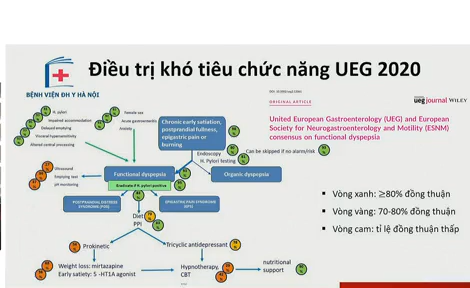 Điều trị khó tiêu chức năng UEG 2020
BỆNH VIỆN ĐH Y HÀ NỘI
ORIGINAL ARTICLE
ueg journal WILEY
United European Gastroenterology (UEG) and European
Society for Neurogastroenterology and Motility (ESNM)
consensus on functional dyspepsia
H. pylori
Impaired accommodation
Delayed emptying
Visceral hypersensitivity
Altered central processing
Female sex
Acute gastroenteritis
Anxiety
Chronic early satiation,
postprandial fullness,
epigastric pain or
burning
Endoscopy
H. Pylori testing
Can be skipped if no alarm/risk
Ultrasound
Emptying test
pH monitoring
Functional dyspepsia
Eradicate if H. pylori positive
Organic dyspepsia
POSTPRANDIAL DISTRESS
SYNDROME (PDS)
EPIGASTRIC PAIN SYNDROME
(EPS)
Diet
PPI
Prokinetic
Tricyclic antidepressant
Weight loss: mirtazapine
Early satiety: 5 -HT1A agonist
Hypnotherapy,
CBT
nutritional
support
▪ Vòng xanh: ≥80% đồng thuận
▪ Vòng vàng: 70-80% đồng thuận
▪ Vòng cam: tỉ lệ đồng thuận thấp